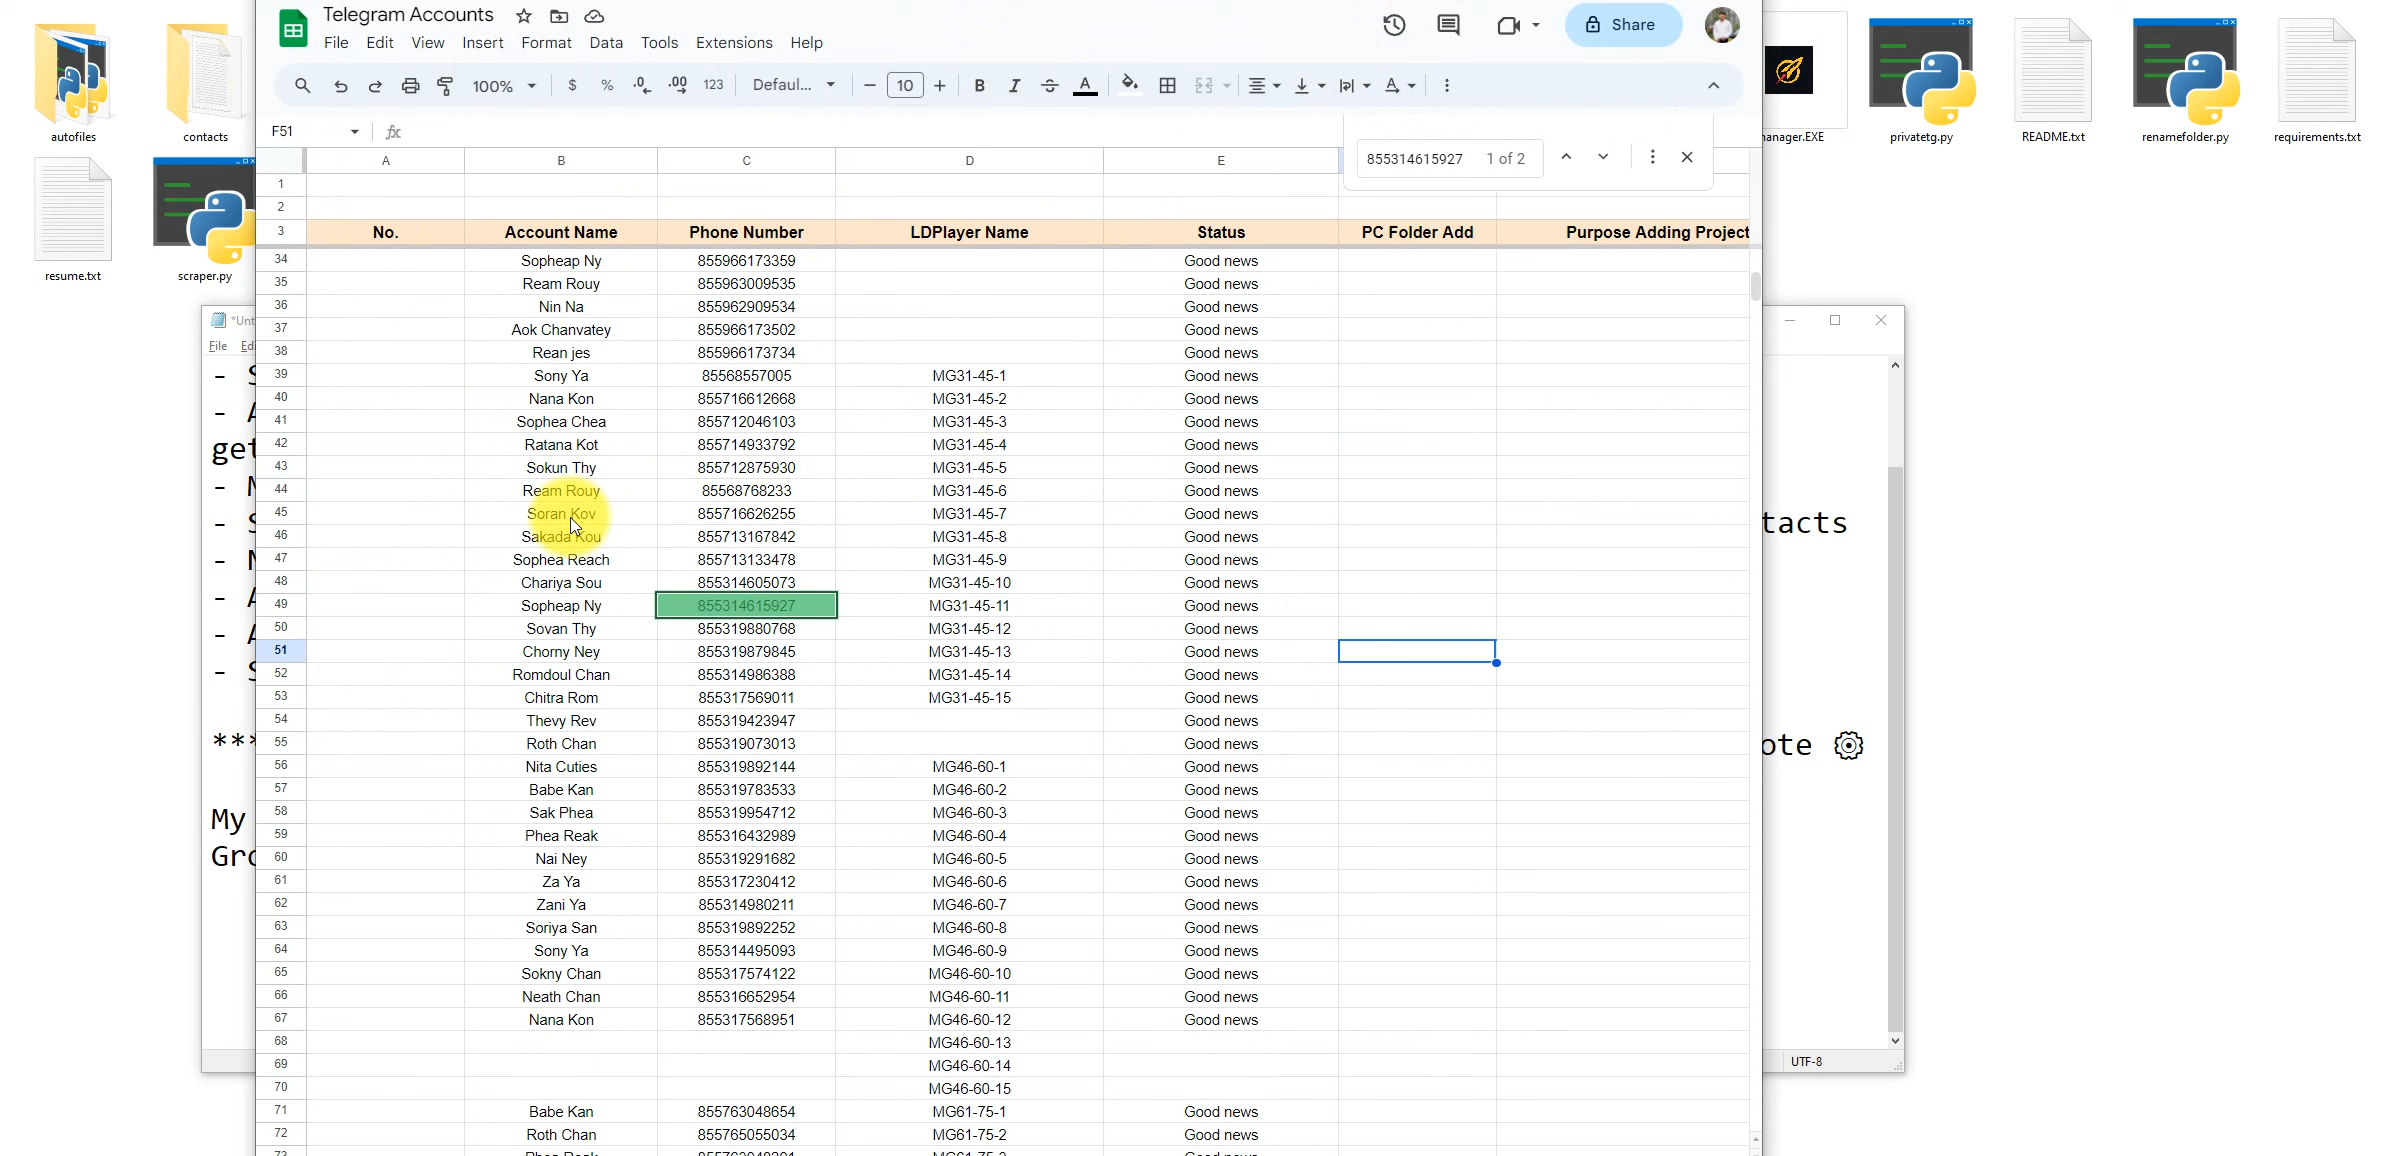 Telegram Accounts
File Edit View Insert Format Data Tools Extensions Help
Share
100% $ % .0 .00 123 Defaul... 10 B I A
F51 fx
855314615927 1 of 2
A B C D E
1
2
3 No. Account Name Phone Number LDPlayer Name Status PC Folder Add Purpose Adding Project
34 Sopheap Ny 855966173359 Good news
35 Ream Rouy 855963009535 Good news
36 Nin Na 855962909534 Good news
37 Aok Chanvatey 855966173502 Good news
38 Rean jes 855966173734 Good news
39 Sony Ya 85568557005 MG31-45-1 Good news
40 Nana Kon 855716612668 MG31-45-2 Good news
41 Sophea Chea 855712046103 MG31-45-3 Good news
42 Ratana Kot 855714933792 MG31-45-4 Good news
43 Sokun Thy 855712875930 MG31-45-5 Good news
44 Ream Rouy 85568768233 MG31-45-6 Good news
45 Soran Kov 855716626255 MG31-45-7 Good news
46 Sakada Kou 855713167842 MG31-45-8 Good news
47 Sophea Reach 855713133478 MG31-45-9 Good news
48 Chariya Sou 855314605073 MG31-45-10 Good news
49 Sopheap Ny 855314615927 MG31-45-11 Good news
50 Sovan Thy 855319880768 MG31-45-12 Good news
51 Chorny Ney 855319879845 MG31-45-13 Good news
52 Romdoul Chan 855314986388 MG31-45-14 Good news
53 Chitra Rom 855317569011 MG31-45-15 Good news
54 Thevy Rev 855319423947 Good news
55 Roth Chan 855319073013 Good news
56 Nita Cuties 855319892144 MG46-60-1 Good news
57 Babe Kan 855319783533 MG46-60-2 Good news
58 Sak Phea 855319954712 MG46-60-3 Good news
59 Phea Reak 855316432989 MG46-60-4 Good news
60 Nai Ney 855319291682 MG46-60-5 Good news
61 Za Ya 855317230412 MG46-60-6 Good news
62 Zani Ya 855314980211 MG46-60-7 Good news
63 Soriya San 855319892252 MG46-60-8 Good news
64 Sony Ya 855314495093 MG46-60-9 Good news
65 Sokny Chan 855317574122 MG46-60-10 Good news
66 Neath Chan 855316652954 MG46-60-11 Good news
67 Nana Kon 855317568951 MG46-60-12 Good news
68 MG46-60-13
69 MG46-60-14
70 MG46-60-15
71 Babe Kan 855763048654 MG61-75-1 Good news
72 Roth Chan 855765055034 MG61-75-2 Good news
autofiles
contacts
resume.txt
scraper.py
anager.EXE
privatetg.py
README.txt
renamefolder.py
requirements.txt
*Unt
File Edi
- S
- A
get
- M
- S
tacts
- N
- A
- A
- S
***
ote
My
Gro
UTF-8